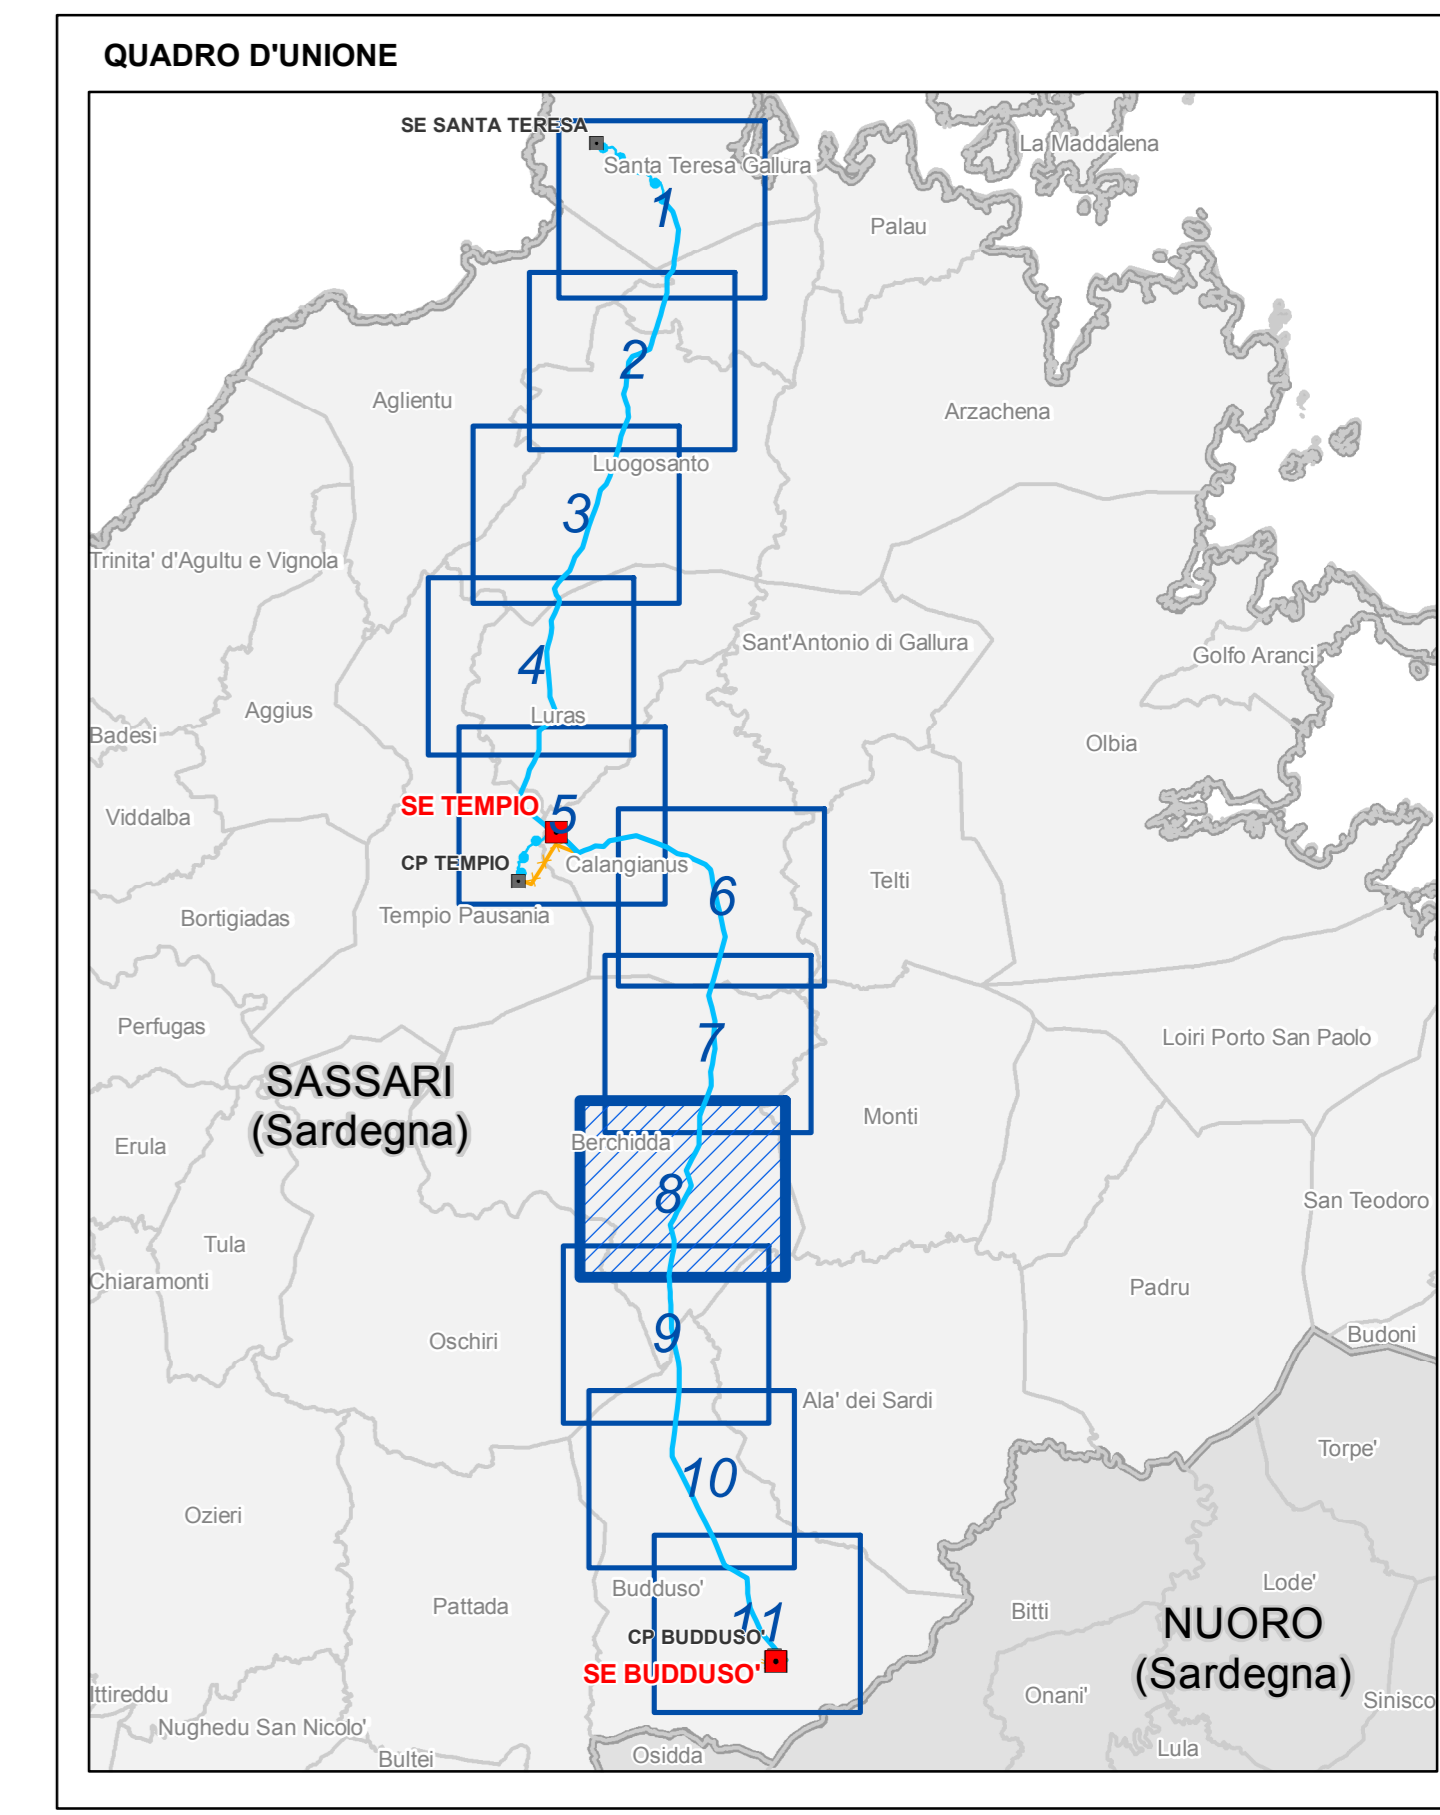 QUADRO D'UNIONE
SE SANTA TERESA
La Maddalena
Santa Teresa Gallura
1
Palau
2
Aglientu
Arzachena
Luogosanto
3
Trinita' d'Agultu e Vignola
Sant'Antonio di Gallura
Golfo Aranci
4
Aggius
Luras
Badesi
Olbia
SE TEMPIO
5
Viddalba
CP TEMPIO
Calangianus
Telti
6
Bortigiadas
Tempio Pausania
Perfugas
Loiri Porto San Paolo
7
SASSARI
(Sardegna)
Monti
Erula
Berchidda
8
San Teodoro
Tula
Chiaramonti
Padru
Oschiri
9
Budoni
Ala' dei Sardi
Torpe'
10
Ozieri
Lode'
Budduso'
Pattada
Bitti
11
NUORO
(Sardegna)
CP BUDDUSO'
SE BUDDUSO'
Ittireddu
Onani'
Sinisco
Nughedu San Nicolo'
Bultei
Osidda
Lula